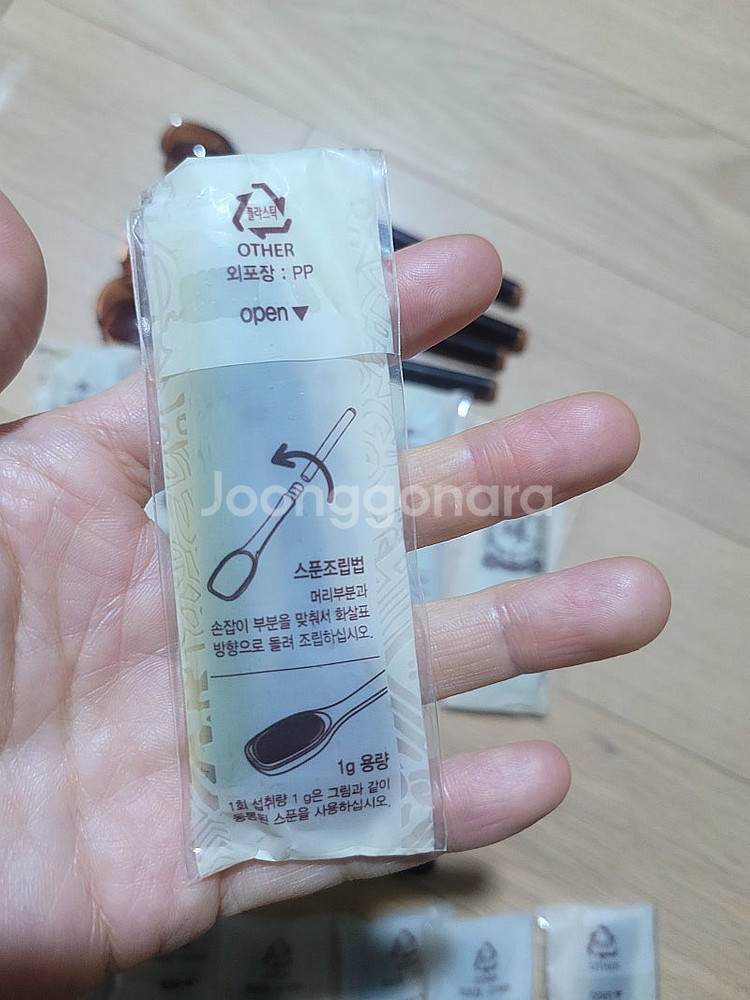 플라스틱
OTHER
외포장 : PP
open▼
Joonggonara
스푼조립법
머리부분과
손잡이 부분을 맞춰서 화살표
방향으로 돌려 조립하십시오.
1g 용량
1회 섭취량 1 g은 그림과 같이
동봉된 스푼을 사용하십시오.
OTHER